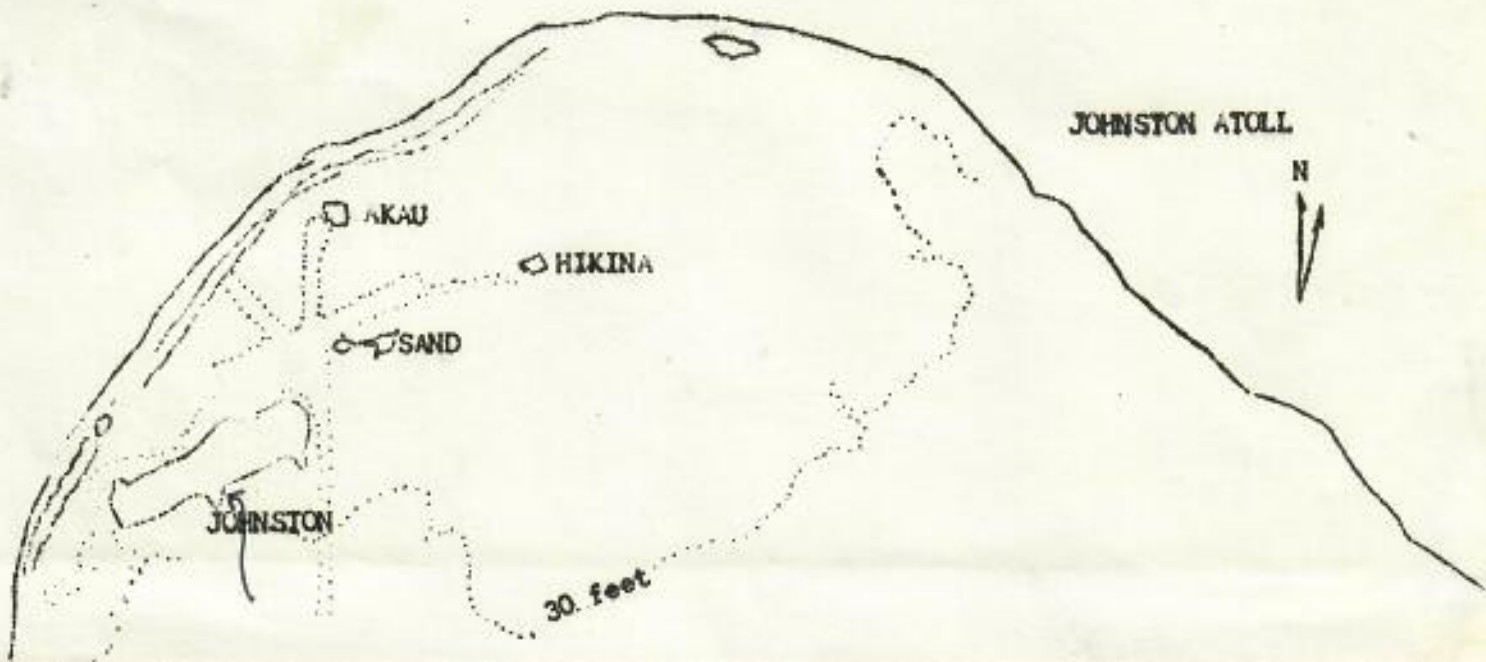 JOHNSTON ATOLL
N
AKAU
HIKINA
SAND
JOHNSTON
30 feet